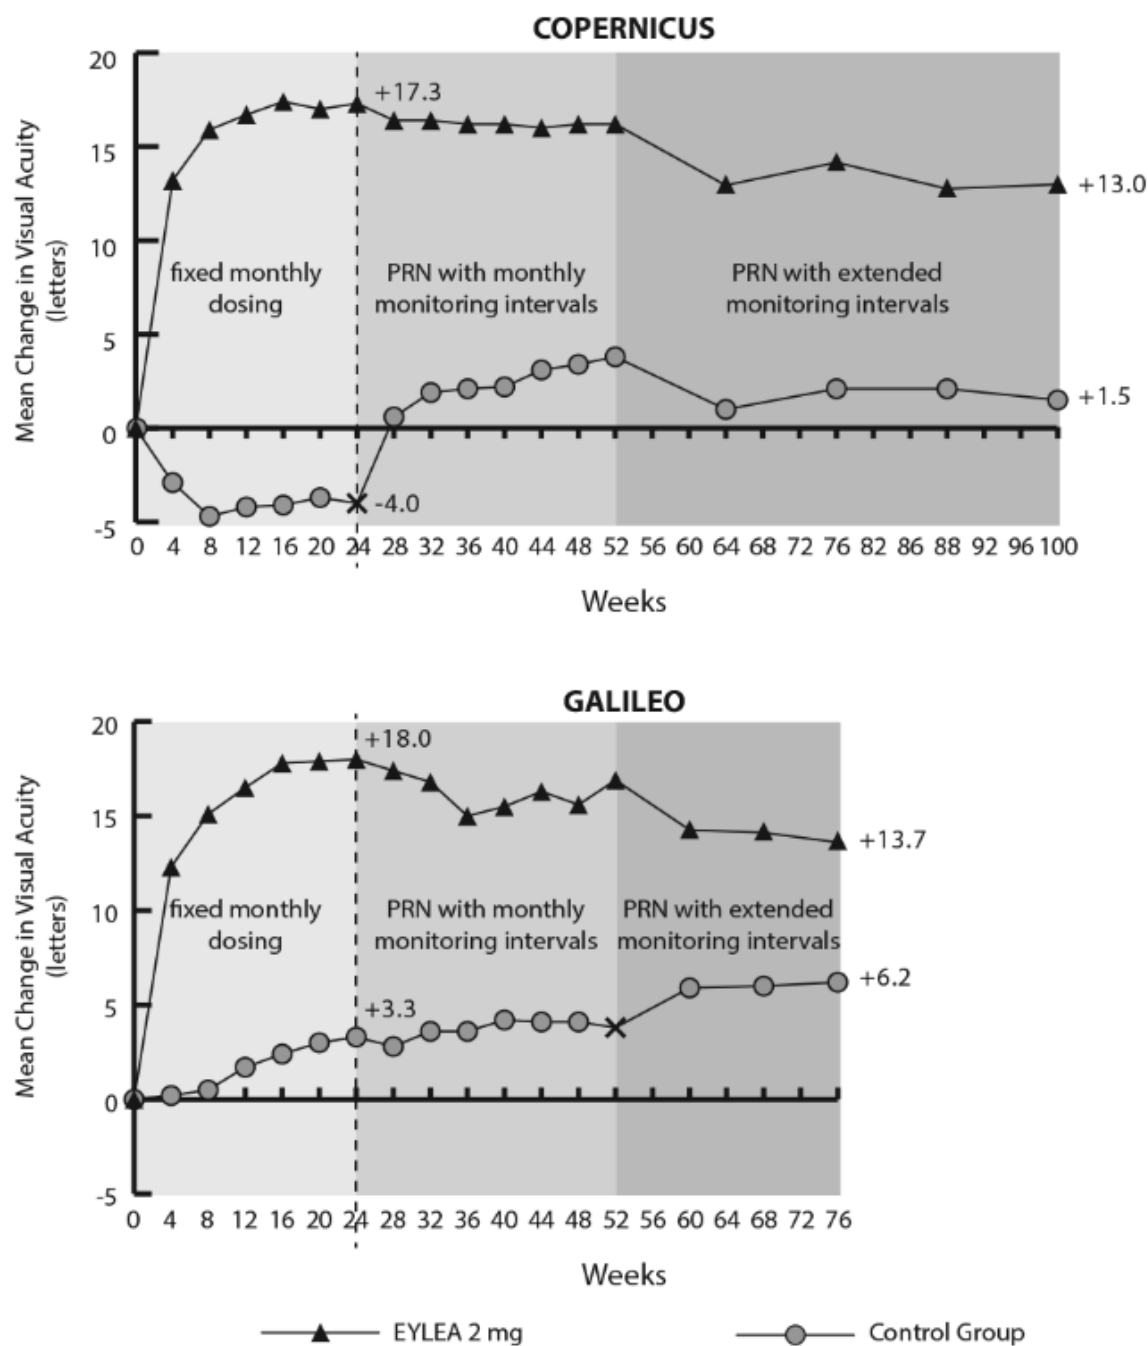 COPERNICUS
20
15
10
5
0
-5
Mean Change in Visual Acuity
(letters)
+17.3
+13.0
fixed monthly
dosing
PRN with monthly
monitoring intervals
PRN with extended
monitoring intervals
+1.5
-4.0
0 4 8 12 16 20 24 28 32 36 40 44 48 52 56 60 64 68 72 76 82 86 88 92 96 100
Weeks
GALILEO
20
15
10
5
0
-5
Mean Change in Visual Acuity
(letters)
+18.0
+13.7
fixed monthly
dosing
PRN with monthly
monitoring intervals
PRN with extended
monitoring intervals
+3.3
+6.2
0 4 8 12 16 20 24 28 32 36 40 44 48 52 56 60 64 68 72 76
Weeks
EYLEA 2 mg
Control Group